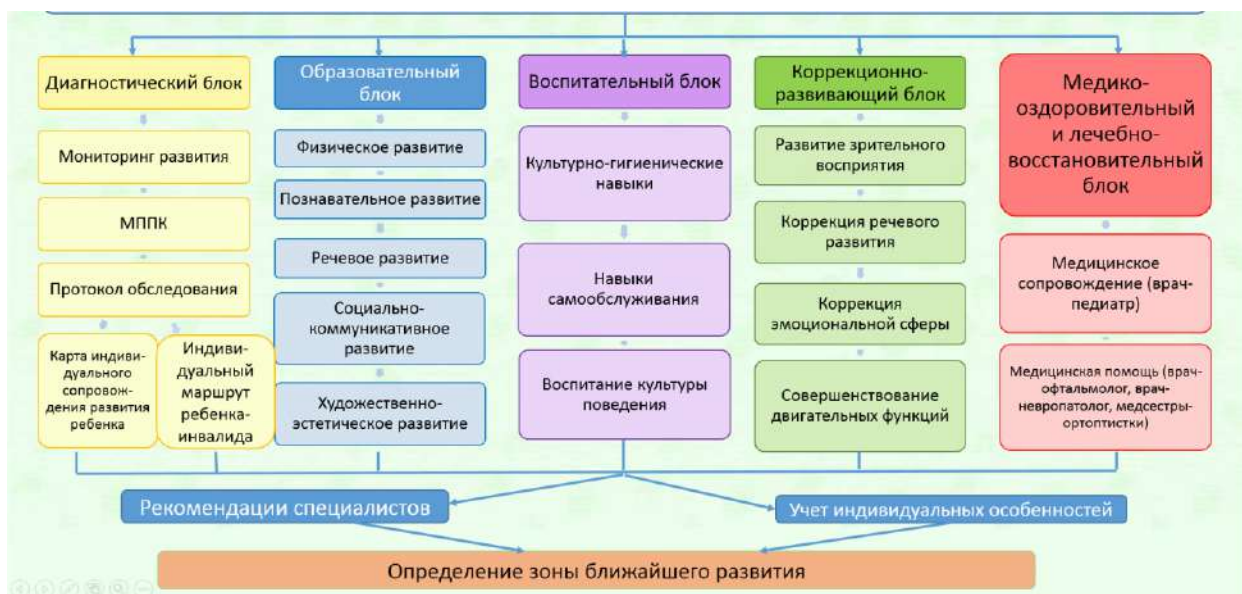 Диагностический блок
Мониторинг развития
МППК
Протокол обследования
Карта индиви-
дуального
сопровож-
дения развития
ребенка
Индиви-
дуальный
маршрут
ребенка-
инвалида
Образовательный
блок
Физическое развитие
Познавательное развитие
Речевое развитие
Социально-
коммуникативное
развитие
Художественно-
эстетическое развитие
Воспитательный блок
Культурно-гигиенические
навыки
Навыки
самообслуживания
Воспитание культуры
поведения
Коррекционно-
развивающий блок
Развитие зрительного
восприятия
Коррекция речевого
развития
Коррекция
эмоциональной сферы
Совершенствование
двигательных функций
Медико-
оздоровительный
и лечебно-
восстановительный
блок
Медицинское
сопровождение (врач-
педиатр)
Медицинская помощь (врач-
офтальмолог, врач-
невропатолог, медсестры-
ортоптистки)
Рекомендации специалистов
Учет индивидуальных особенностей
Определение зоны ближайшего развития